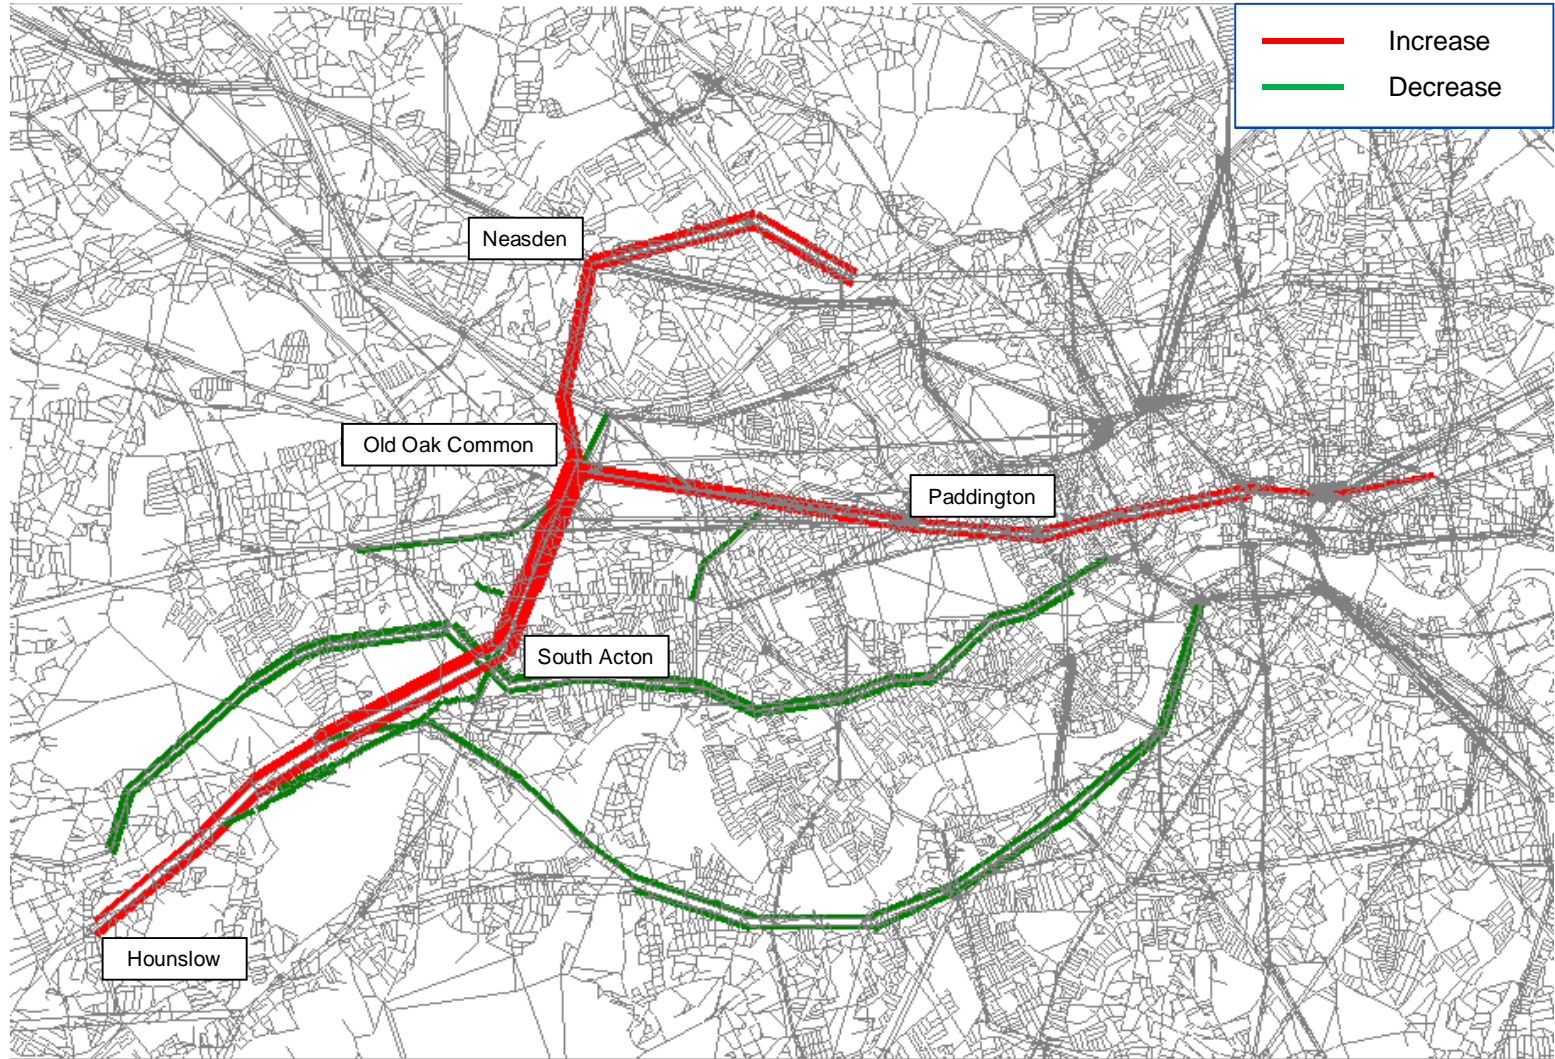 Increase
Decrease
Neasden
Old Oak Common
Paddington
South Acton
Hounslow